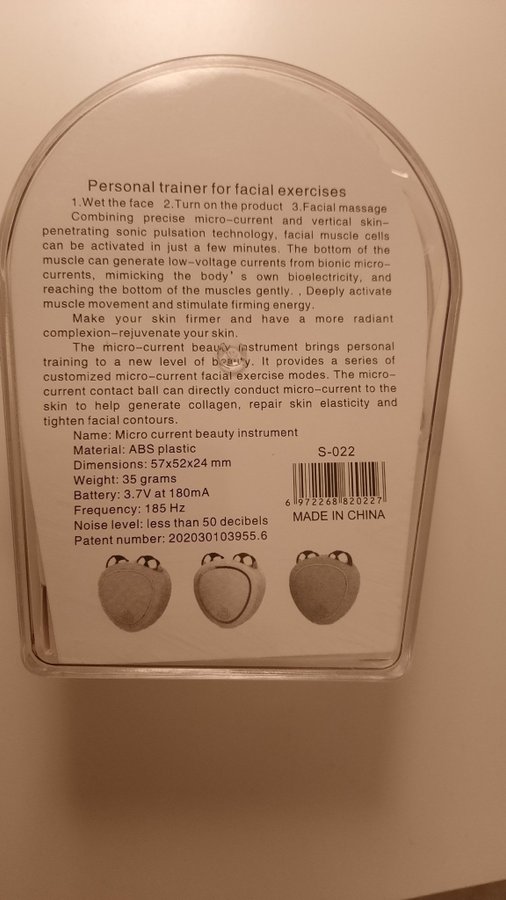 Personal trainer for facial exercises
1.Wet the face 2.Turn on the product 3.Facial massage
Combining precise micro-current and vertical skin-
penetrating sonic pulsation technology, facial muscle cells
can be activated in just a few minutes. The bottom of the
muscle can generate low-voltage currents from bionic micro-
currents, mimicking the body's own bioelectricity, and
reaching the bottom of the muscles gently. , Deeply activate
muscle movement and stimulate firming energy.
Make your skin firmer and have a more radiant
complexion-rejuvenate your skin.
The micro-current beauty instrument brings personal
training to a new level of beauty. It provides a series of
customized micro-current facial exercise modes. The micro-
current contact ball can directly conduct micro-current to the
skin to help generate collagen, repair skin elasticity and
tighten facial contours.
Name: Micro current beauty instrument
Material: ABS plastic
Dimensions: 57x52x24 mm
Weight: 35 grams
Battery: 3.7V at 180mA
Frequency: 185 Hz
Noise level: less than 50 decibels
Patent number: 202030103955.6
S-022
6 972268 820227
MADE IN CHINA